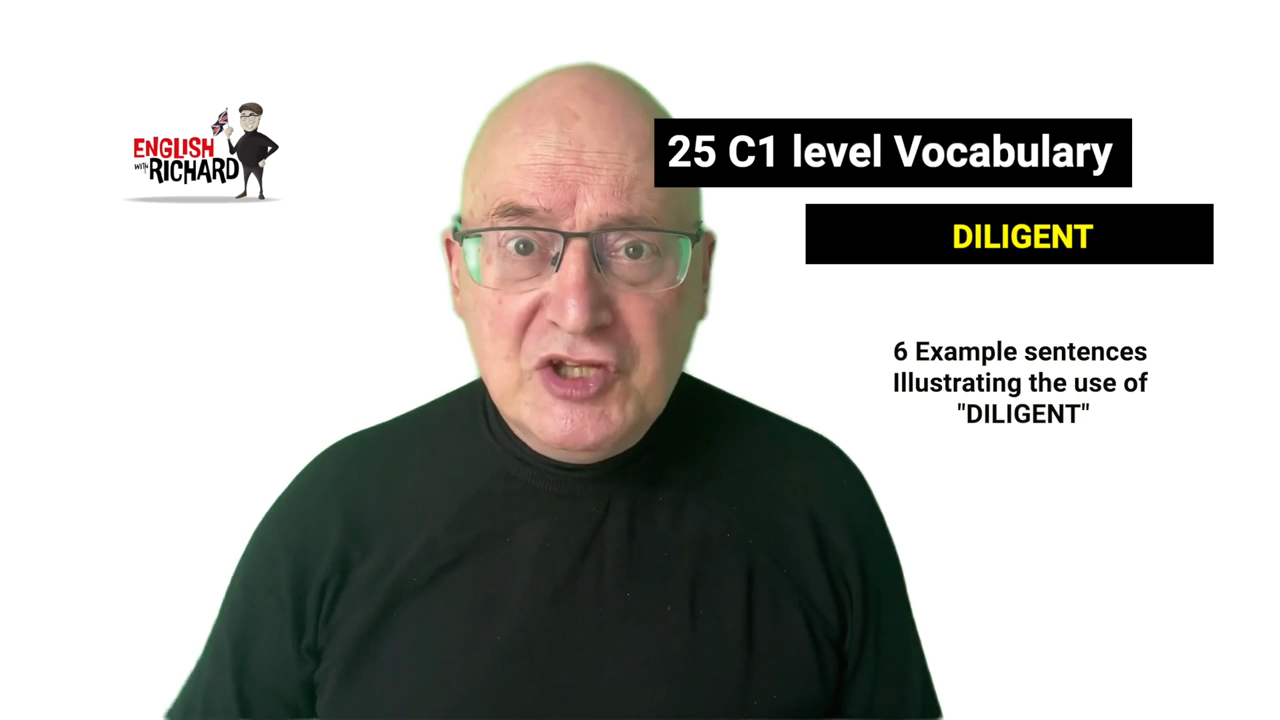 ENGLISH
WITH
RICHARD
25 C1 level Vocabulary
DILIGENT
6 Example sentences
Illustrating the use of
"DILIGENT"